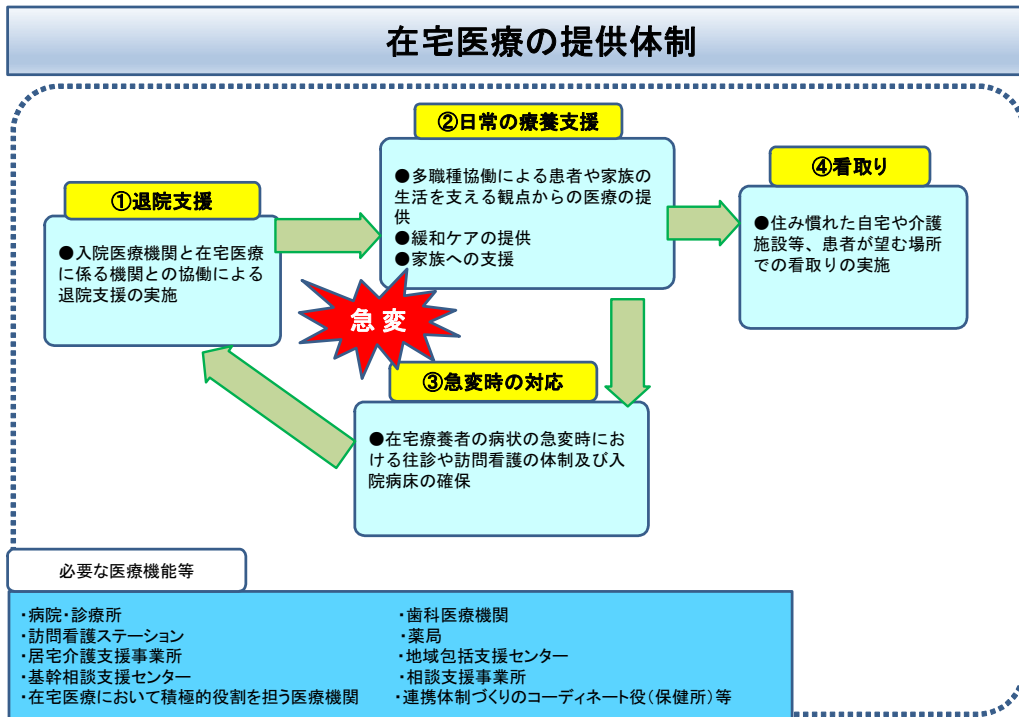 在宅医療の提供体制
②日常の療養支援
●多職種協働による患者や家族の
生活を支える観点からの医療の提
供
●緩和ケアの提供
●家族への支援
④看取り
●住み慣れた自宅や介護
施設等、患者が望む場所
での看取りの実施
①退院支援
●入院医療機関と在宅医療
に係る機関との協働による
退院支援の実施
急変
③急変時の対応
●在宅療養者の病状の急変時にお
ける往診や訪問看護の体制及び入
院病床の確保
必要な医療機能等
・病院・診療所
・訪問看護ステーション
・居宅介護支援事業所
・基幹相談支援センター
・在宅医療において積極的役割を担う医療機関
・歯科医療機関
・薬局
・地域包括支援センター
・相談支援事業所
・連携体制づくりのコーディネート役(保健所)等